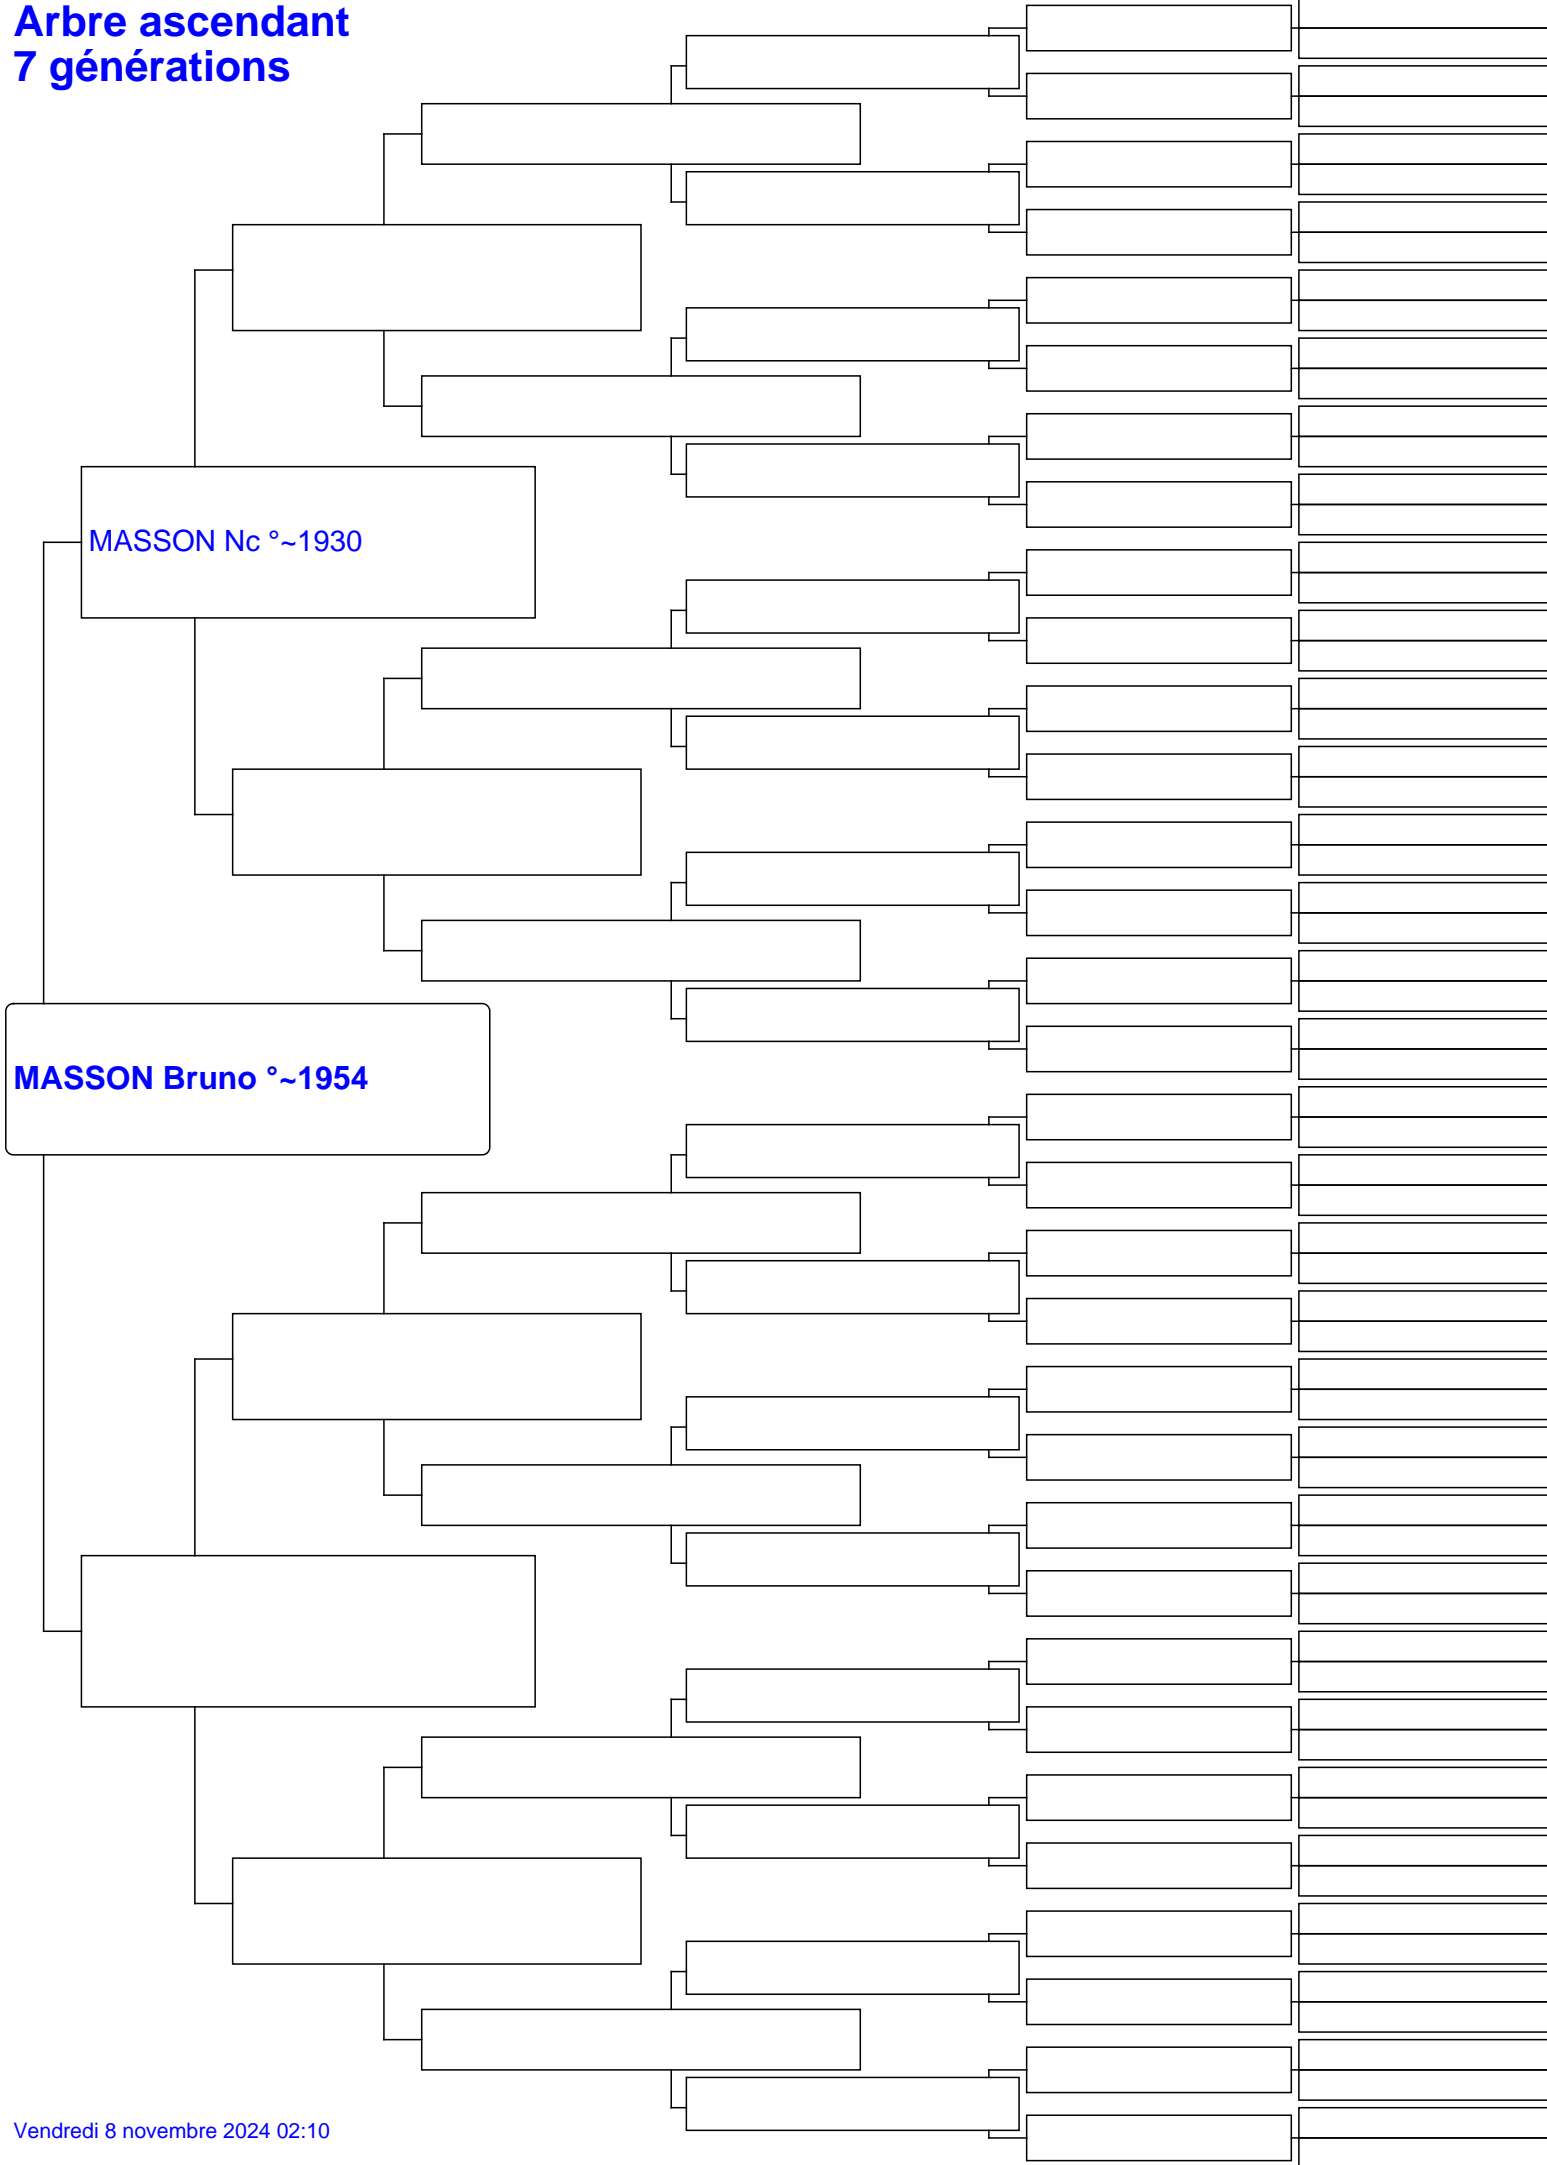 Arbre ascendant
7 générations
MASSON Nc °~1930
MASSON Bruno °~1954
Vendredi 8 novembre 2024 02:10